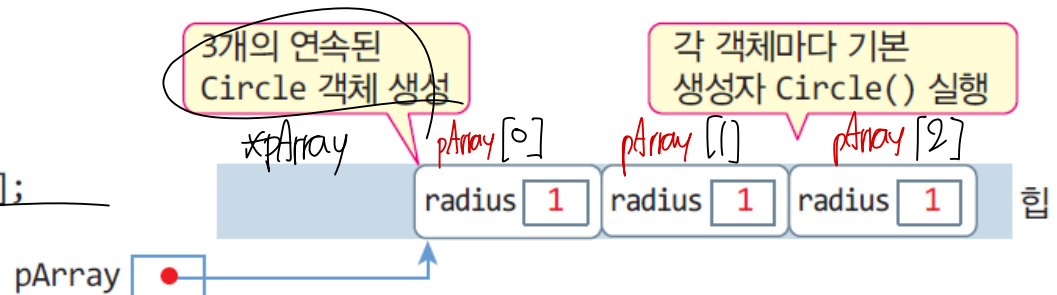 3개의 연속된
Circle 객체 생성
각 객체마다 기본
생성자 Circle() 실행
*pArray
pArray[0]
pArray[1]
pArray[2]
];
radius 1
radius 1
radius 1
힙
pArray